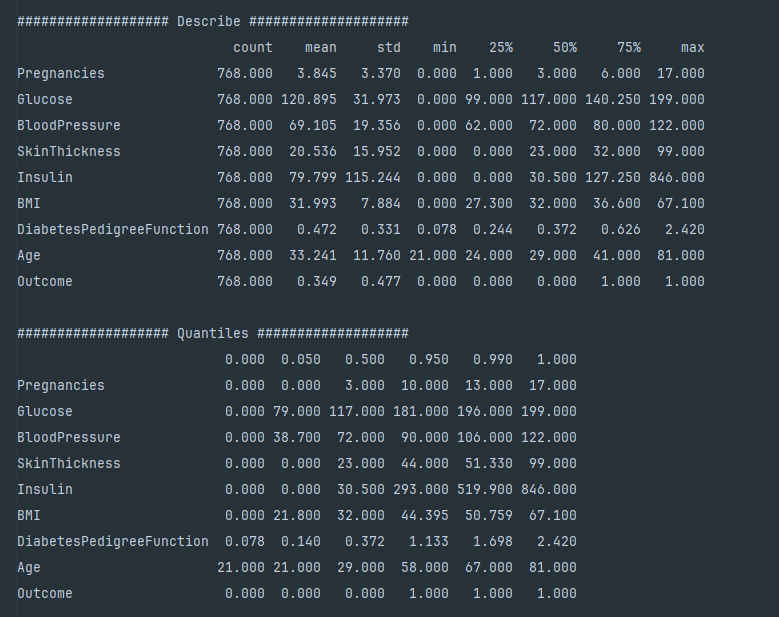 ################### Describe ####################
count mean std min 25% 50% 75% max
Pregnancies 768.000 3.845 3.370 0.000 1.000 3.000 6.000 17.000
Glucose 768.000 120.895 31.973 0.000 99.000 117.000 140.250 199.000
BloodPressure 768.000 69.105 19.356 0.000 62.000 72.000 80.000 122.000
SkinThickness 768.000 20.536 15.952 0.000 0.000 23.000 32.000 99.000
Insulin 768.000 79.799 115.244 0.000 0.000 30.500 127.250 846.000
BMI 768.000 31.993 7.884 0.000 27.300 32.000 36.600 67.100
DiabetesPedigreeFunction 768.000 0.472 0.331 0.078 0.244 0.372 0.626 2.420
Age 768.000 33.241 11.760 21.000 24.000 29.000 41.000 81.000
Outcome 768.000 0.349 0.477 0.000 0.000 0.000 1.000 1.000
################### Quantiles ###################
0.000 0.050 0.500 0.950 0.990 1.000
Pregnancies 0.000 0.000 3.000 10.000 13.000 17.000
Glucose 0.000 79.000 117.000 181.000 196.000 199.000
BloodPressure 0.000 38.700 72.000 90.000 106.000 122.000
SkinThickness 0.000 0.000 23.000 44.000 51.330 99.000
Insulin 0.000 0.000 30.500 293.000 519.900 846.000
BMI 0.000 21.800 32.000 44.395 50.759 67.100
DiabetesPedigreeFunction 0.078 0.140 0.372 1.133 1.698 2.420
Age 21.000 21.000 29.000 58.000 67.000 81.000
Outcome 0.000 0.000 0.000 1.000 1.000 1.000